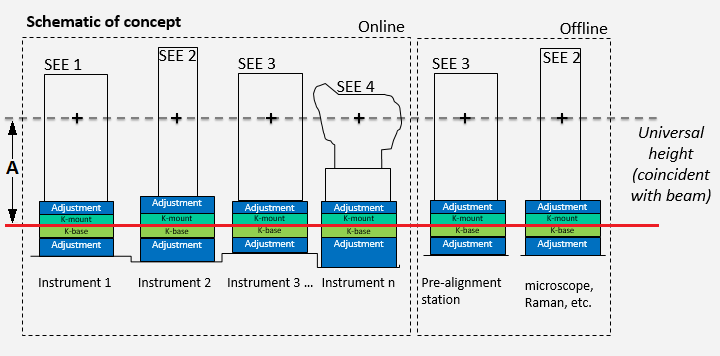 Schematic of concept
Online
Offline
SEE 1
SEE 2
SEE 3
SEE 4
SEE 3
SEE 2
A
Universal
height
(coincident
with beam)
Adjustment
K-mount
K-base
Adjustment
Adjustment
K-mount
K-base
Adjustment
Adjustment
K-mount
K-base
Adjustment
Adjustment
K-mount
K-base
Adjustment
Adjustment
K-mount
K-base
Adjustment
Adjustment
K-mount
K-base
Adjustment
Instrument 1
Instrument 2
Instrument 3 ...
Instrument n
Pre-alignment
station
microscope,
Raman, etc.